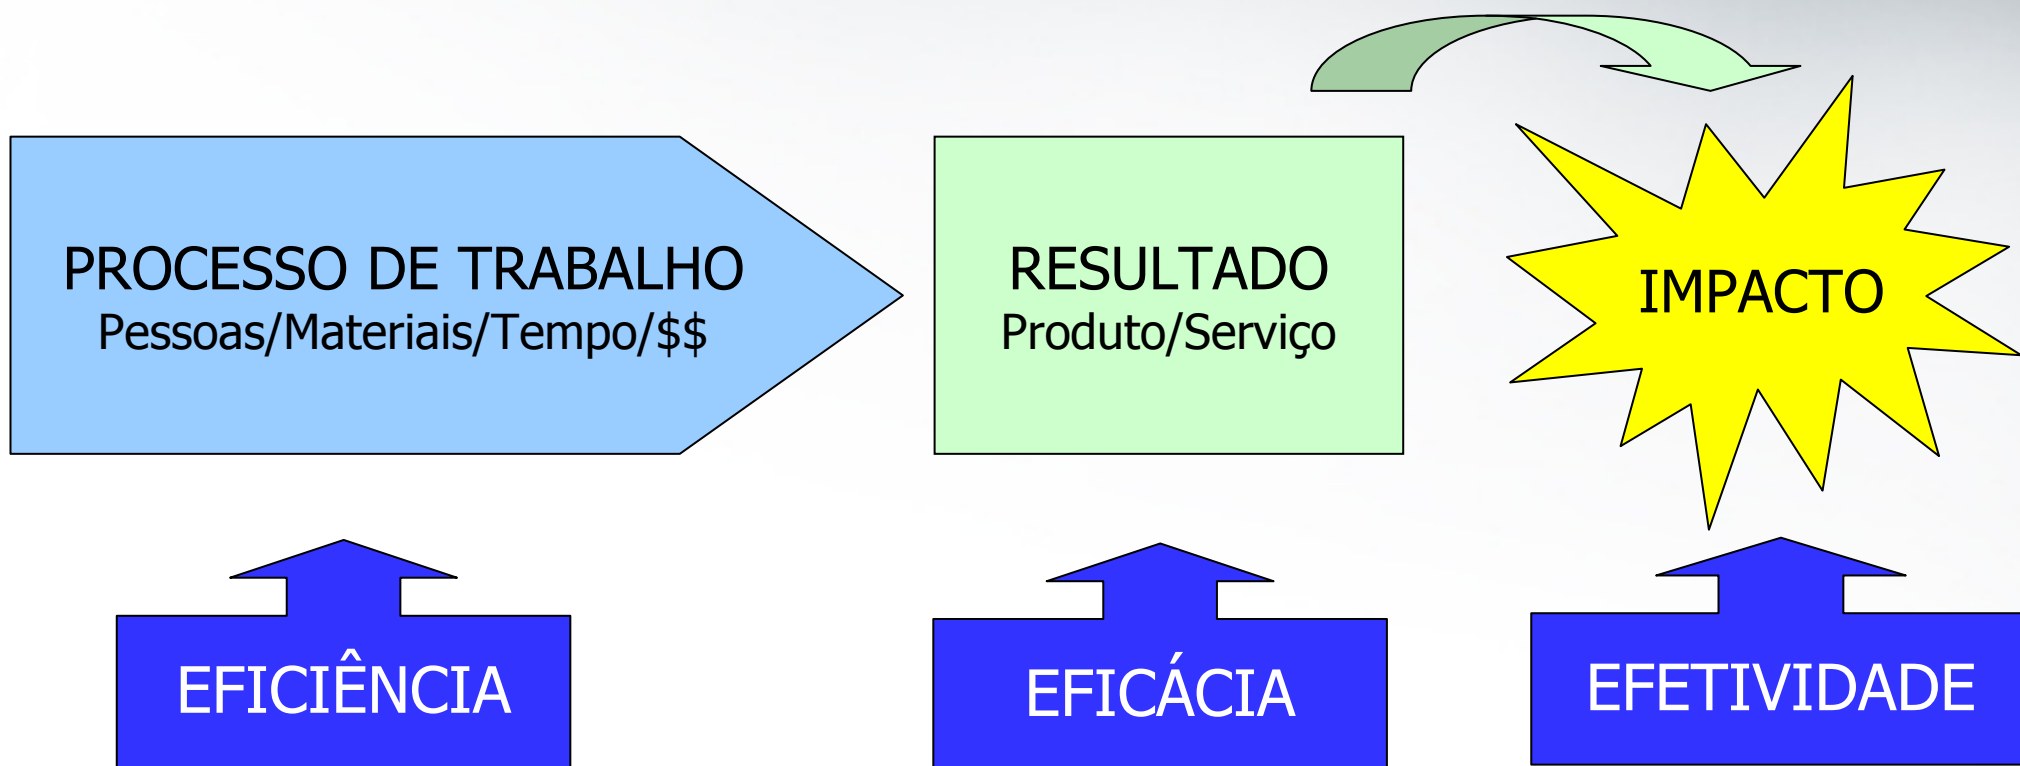 PROCESSO DE TRABALHO
Pessoas/Materiais/Tempo/$$
RESULTADO
Produto/Serviço
IMPACTO
EFICIÊNCIA
EFICÁCIA
EFETIVIDADE